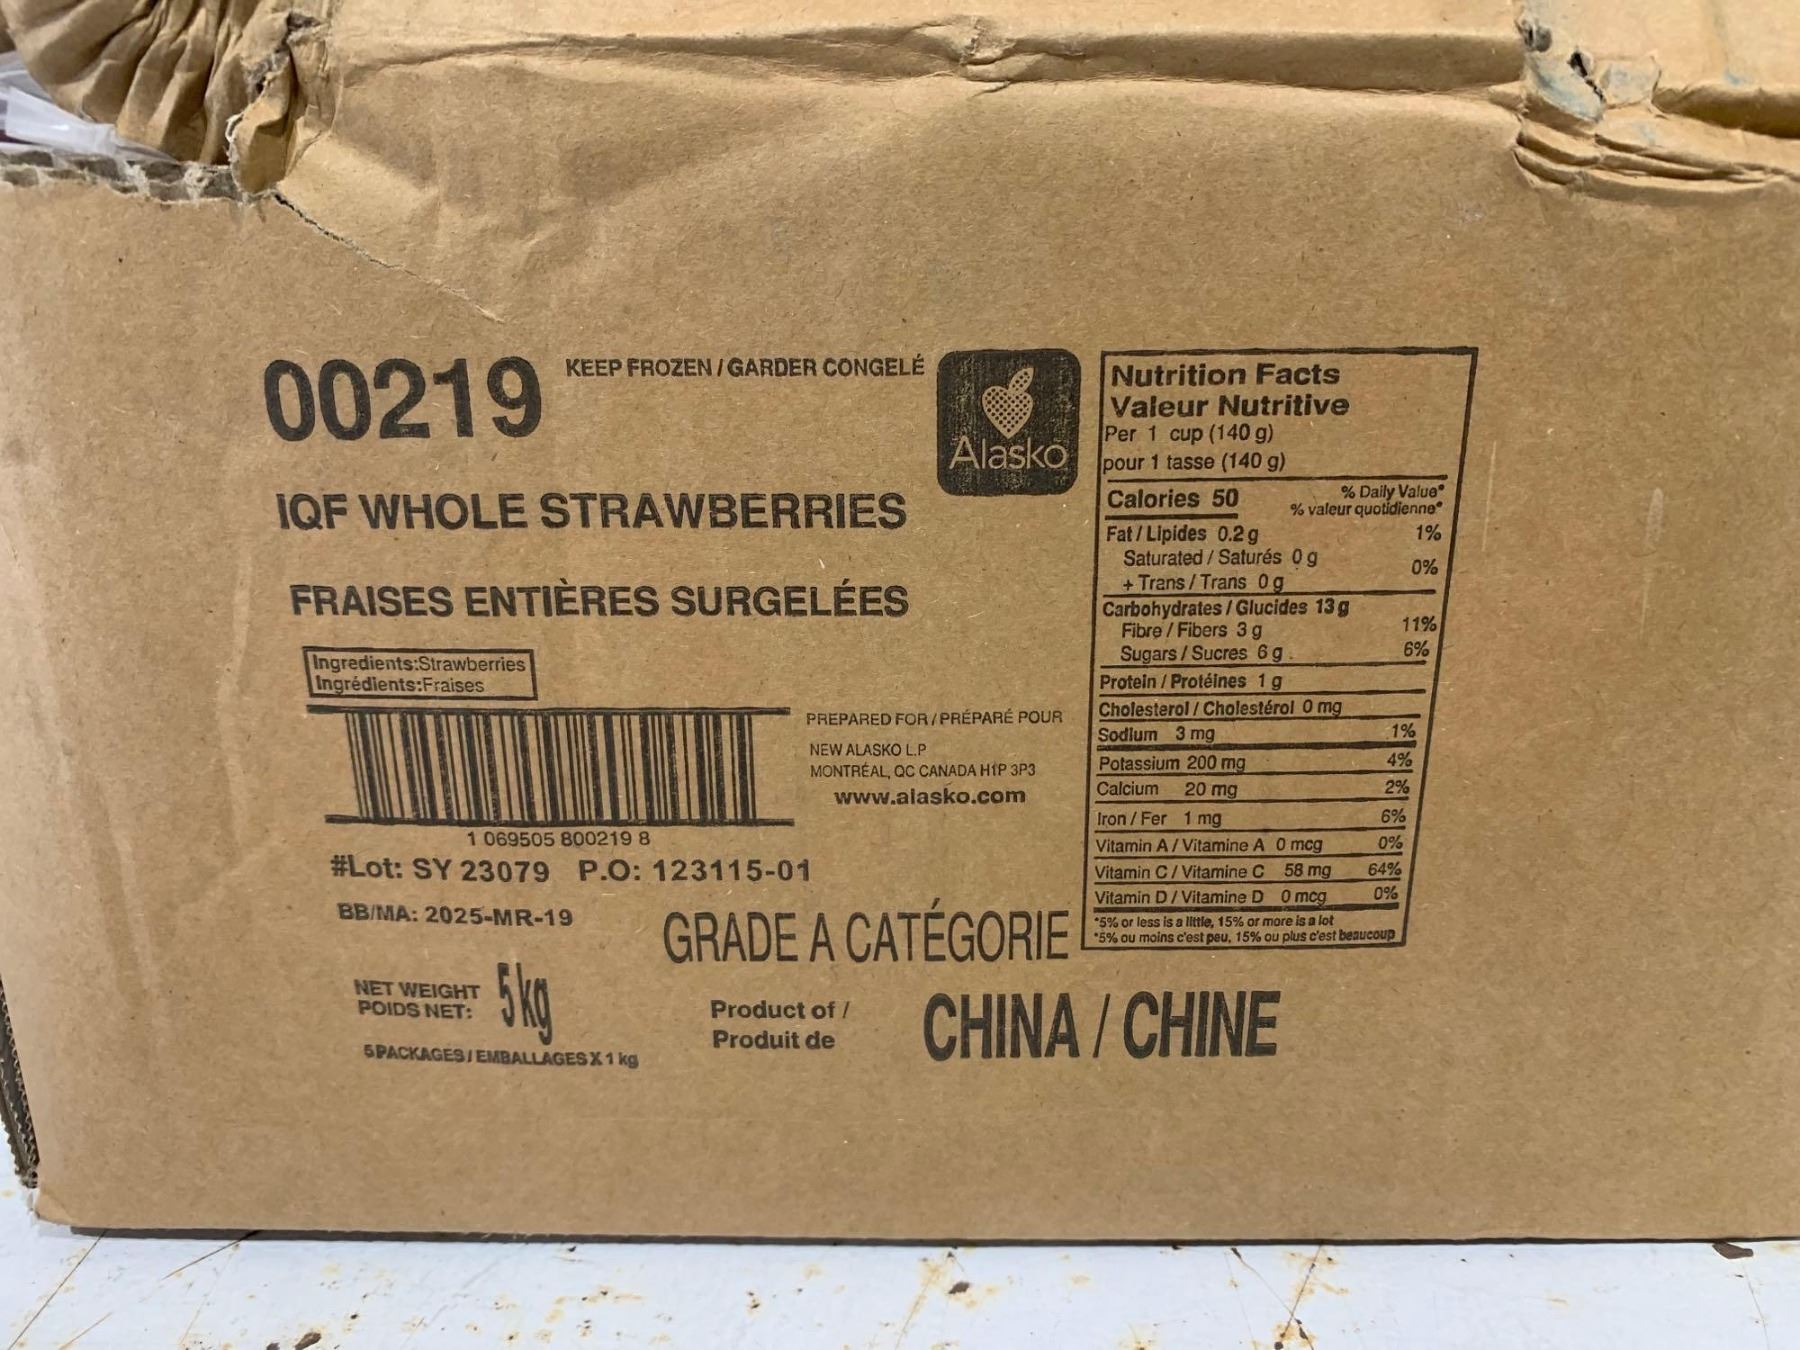 00219
KEEP FROZEN / GARDER CONGELÉ
Alasko
IQF WHOLE STRAWBERRIES
FRAISES ENTIÈRES SURGELÉES
Ingredients:Strawberries
Ingrédients:Fraises
1 069505 800219 8
PREPARED FOR / PRÉPARÉ POUR
NEW ALASKO L.P
MONTRÉAL, QC CANADA H1P 3P3
www.alasko.com
#Lot: SY 23079 P.O: 123115-01
BB/MA: 2025-MR-19
GRADE A CATÉGORIE
NET WEIGHT
POIDS NET:
5 kg
5 PACKAGES / EMBALLAGES X 1 kg
Product of /
Produit de
CHINA / CHINE
Nutrition Facts
Valeur Nutritive
Per 1 cup (140 g)
pour 1 tasse (140 g)
Calories 50
% Daily Value*
% valeur quotidienne*
Fat / Lipides 0.2 g 1%
Saturated / Saturés 0 g
+ Trans / Trans 0 g 0%
Carbohydrates / Glucides 13 g
Fibre / Fibers 3 g 11%
Sugars / Sucres 6 g 6%
Protein / Protéines 1 g
Cholesterol / Cholestérol 0 mg
Sodium 3 mg 1%
Potassium 200 mg 4%
Calcium 20 mg 2%
Iron / Fer 1 mg 6%
Vitamin A / Vitamine A 0 mcg 0%
Vitamin C / Vitamine C 58 mg 64%
Vitamin D / Vitamine D 0 mcg 0%
*5% or less is a little, 15% or more is a lot
*5% ou moins c'est peu, 15% ou plus c'est beaucoup